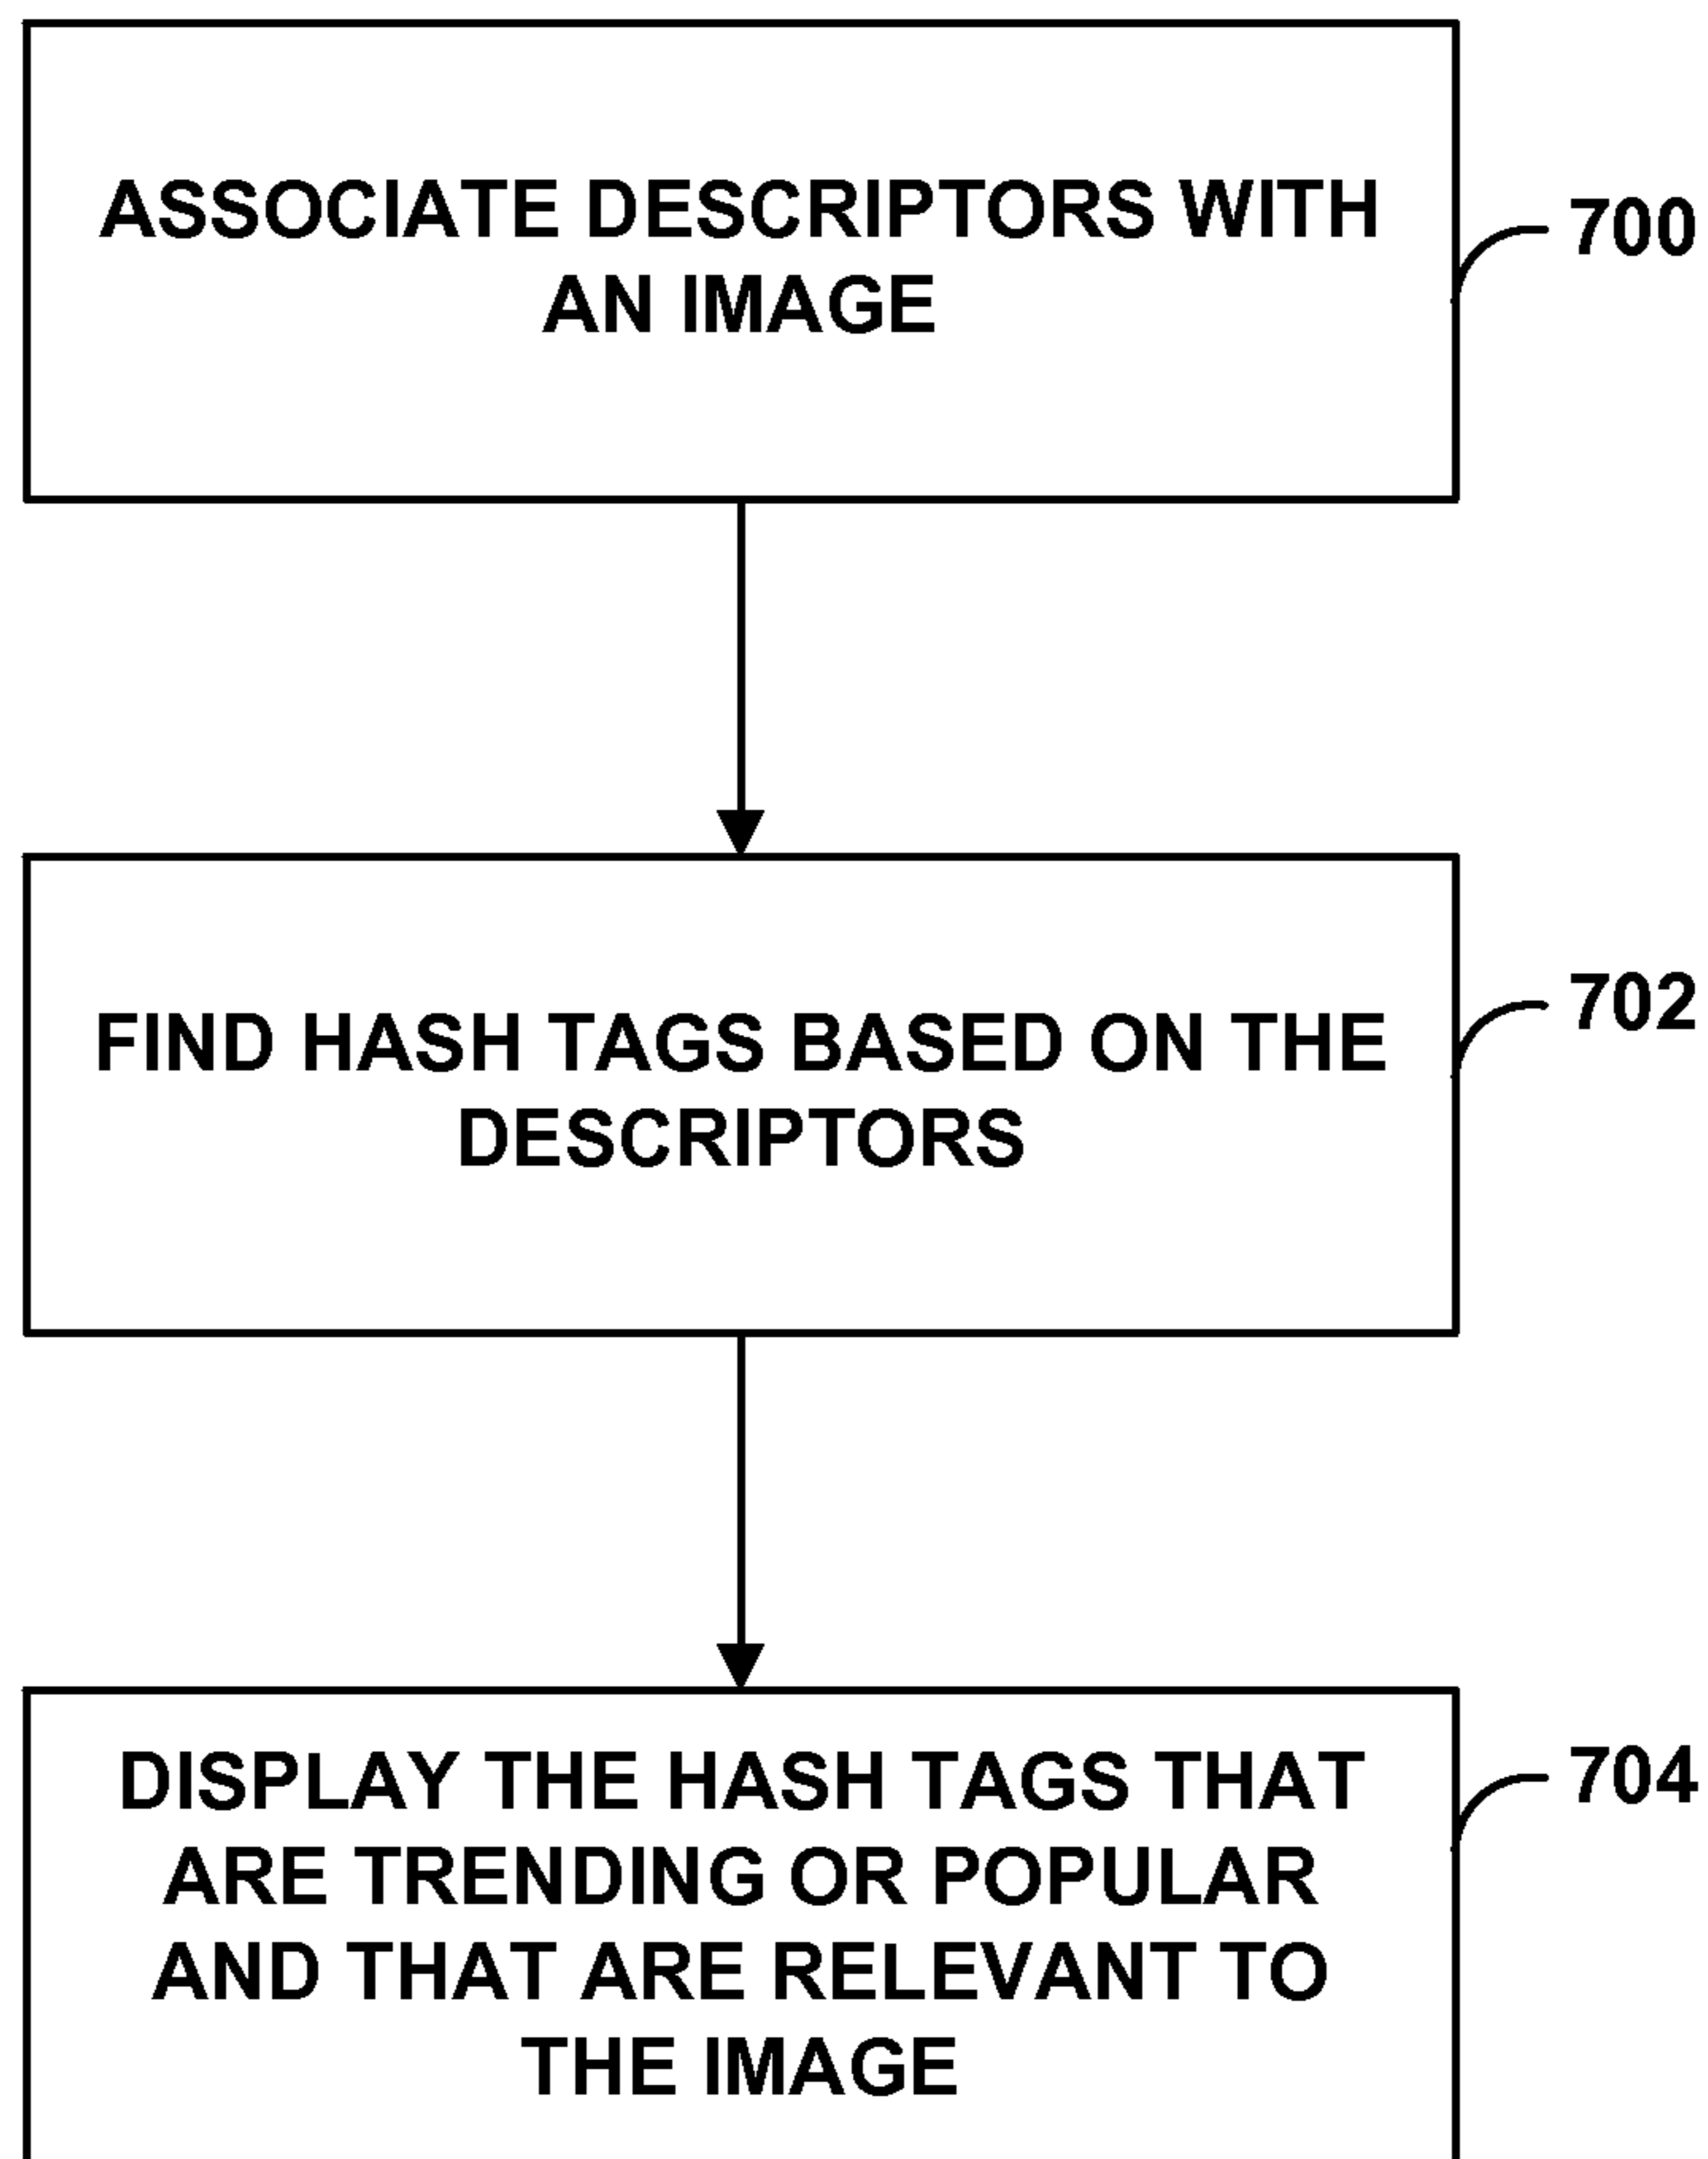 ASSOCIATE DESCRIPTORS WITH
AN IMAGE
700
FIND HASH TAGS BASED ON THE
DESCRIPTORS
702
DISPLAY THE HASH TAGS THAT
ARE TRENDING OR POPULAR
AND THAT ARE RELEVANT TO
THE IMAGE
704